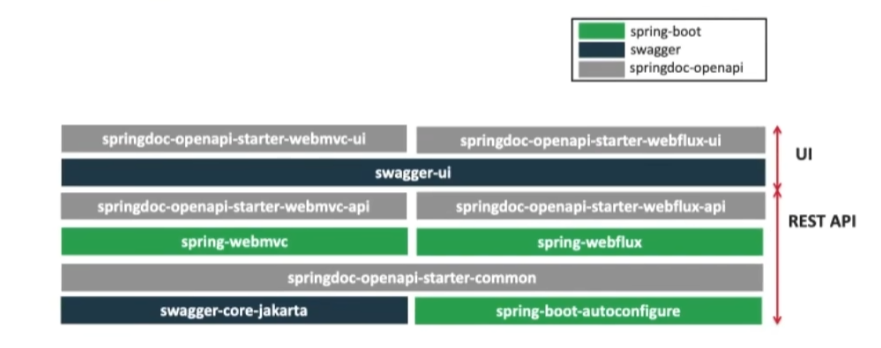 spring-boot
swagger
springdoc-openapi
springdoc-openapi-starter-webmvc-ui
springdoc-openapi-starter-webflux-ui
UI
swagger-ui
springdoc-openapi-starter-webmvc-api
springdoc-openapi-starter-webflux-api
REST API
spring-webmvc
spring-webflux
springdoc-openapi-starter-common
swagger-core-jakarta
spring-boot-autoconfigure